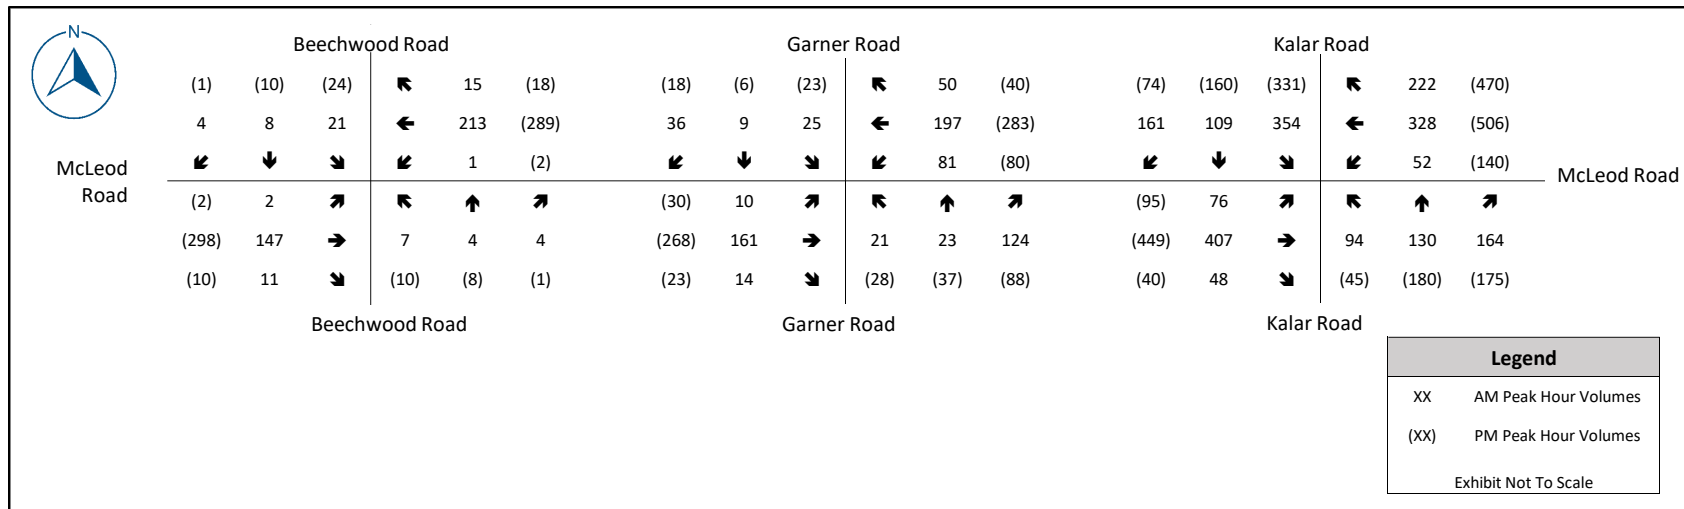 N
Beechwood Road Garner Road Kalar Road
(1) (10) (24) 15 (18) (18) (6) (23) 50 (40) (74) (160) (331) 222 (470)
4 8 21 213 (289) 36 9 25 197 (283) 161 109 354 328 (506)
McLeod Road
1 (2) 81 (80) 52 (140)
McLeod Road
(2) 2 (30) 10 (95) 76
(298) 147 7 4 4 (268) 161 21 23 124 (449) 407 94 130 164
(10) 11 (10) (8) (1) (23) 14 (28) (37) (88) (40) 48 (45) (180) (175)
Beechwood Road Garner Road Kalar Road
Legend
XX AM Peak Hour Volumes
(XX) PM Peak Hour Volumes
Exhibit Not To Scale